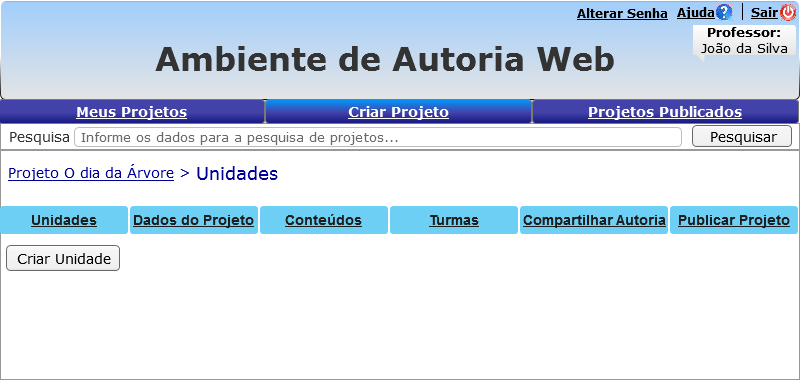 Alterar Senha Ajuda? Sair
Professor:
João da Silva
Ambiente de Autoria Web
Meus Projetos Criar Projeto Projetos Publicados
Pesquisa Informe os dados para a pesquisa de projetos... Pesquisar
Projeto O dia da Árvore > Unidades
Unidades Dados do Projeto Conteúdos Turmas Compartilhar Autoria Publicar Projeto
Criar Unidade